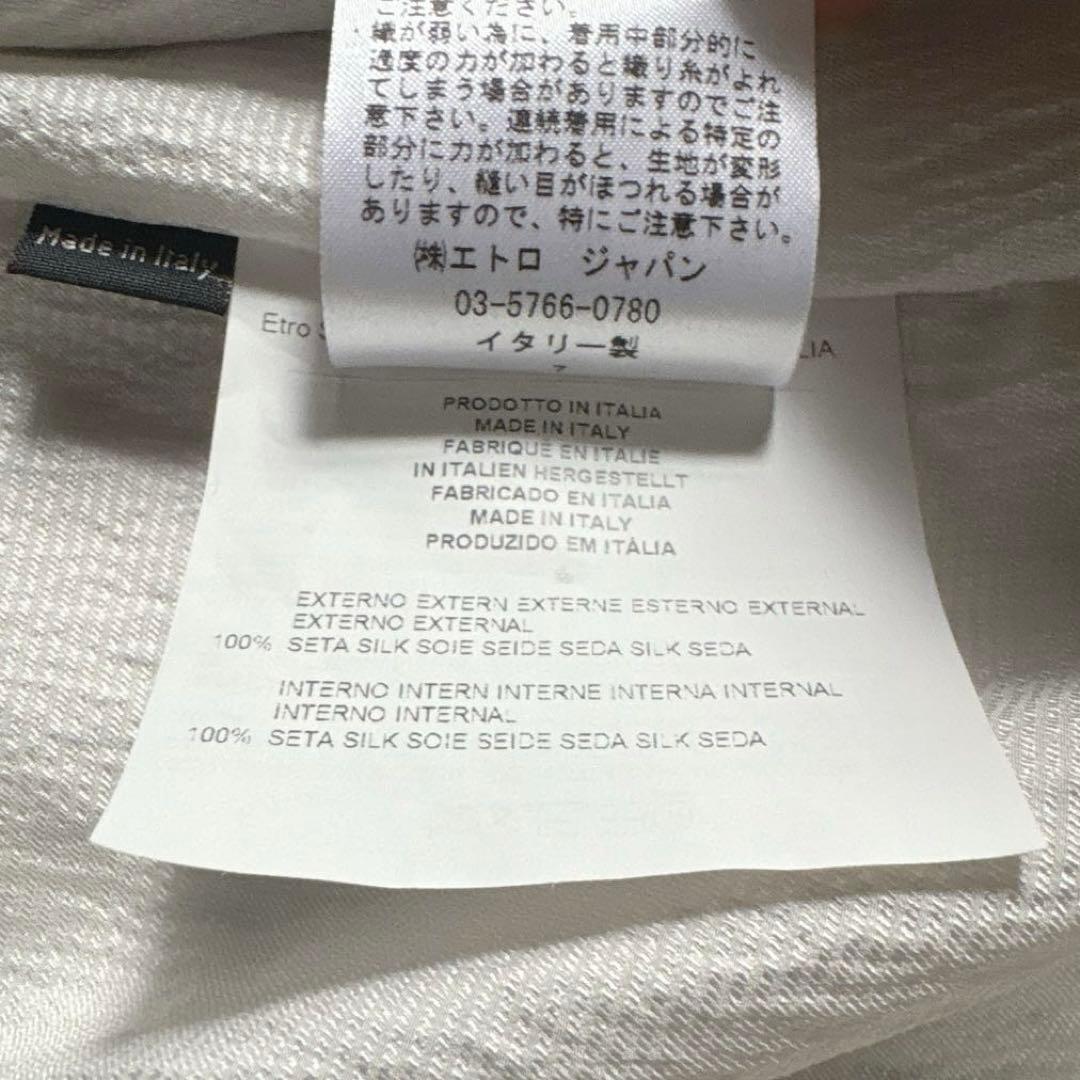 ご注意ください。
・織が弱い為に、着用中部分的に
過度の力が加わると織り糸がよれ
てしまう場合がありますのでご注
意下さい。連続着用による特定の
部分に力が加わると、生地が変形
したり、縫い目がほつれる場合が
ありますので、特にご注意下さい。
㈱エトロ ジャパン
03-5766-0780
イタリー製
Made in Italy
Etro
PRODOTTO IN ITALIA
MADE IN ITALY
FABRIQUE EN ITALIE
IN ITALIEN HERGESTELLT
FABRICADO EN ITALIA
MADE IN ITALY
PRODUZIDO EM ITÁLIA
EXTERNO EXTERN EXTERNE ESTERNO EXTERNAL
EXTERNO EXTERNAL
100% SETA SILK SOIE SEIDE SEDA SILK SEDA
INTERNO INTERN INTERNE INTERNA INTERNAL
INTERNO INTERNAL
100% SETA SILK SOIE SEIDE SEDA SILK SEDA